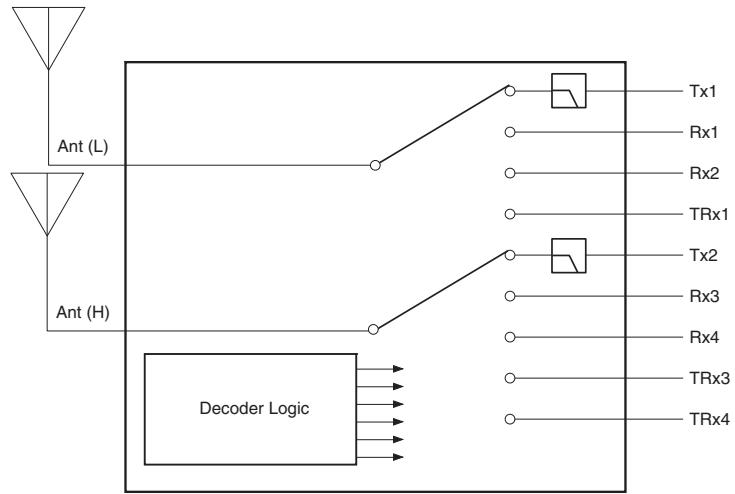 Tx1
Ant (L)
Rx1
Rx2
TRx1
Tx2
Ant (H)
Rx3
Rx4
TRx3
Decoder Logic
TRx4